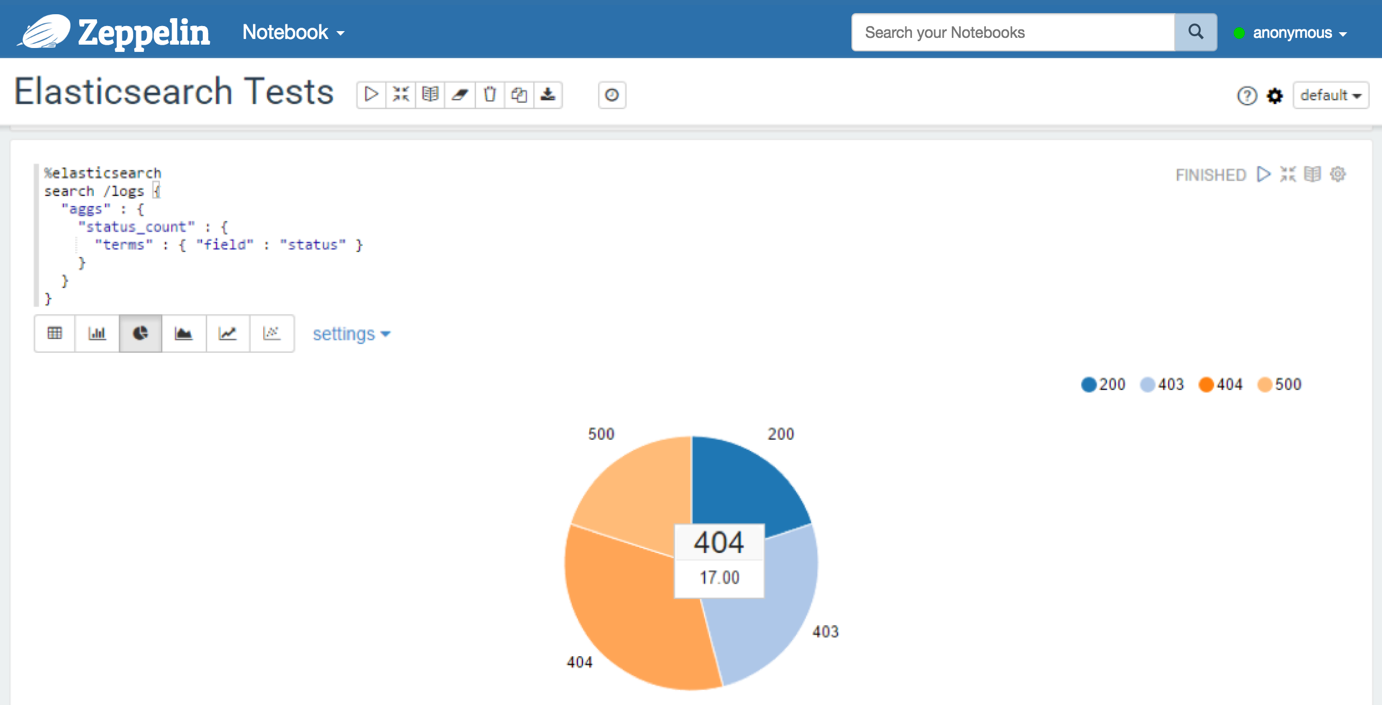 Zeppelin Notebook Search your Notebooks anonymous
Elasticsearch Tests default
%elasticsearch FINISHED
search /logs {
"aggs" : {
"status_count" : {
"terms" : { "field" : "status" }
}
}
}
settings
200 403 404 500
500 200
404
17.00
403
404